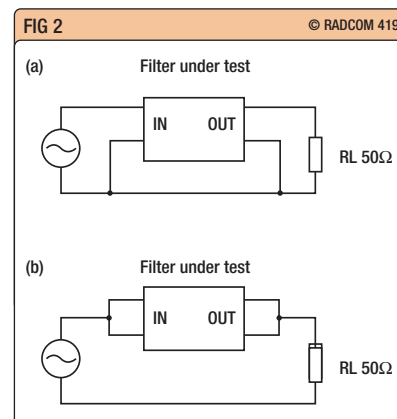 FIG 2 © RADCOM 419
(a) Filter under test
IN OUT
RL 50Ω
(b) Filter under test
IN OUT
RL 50Ω